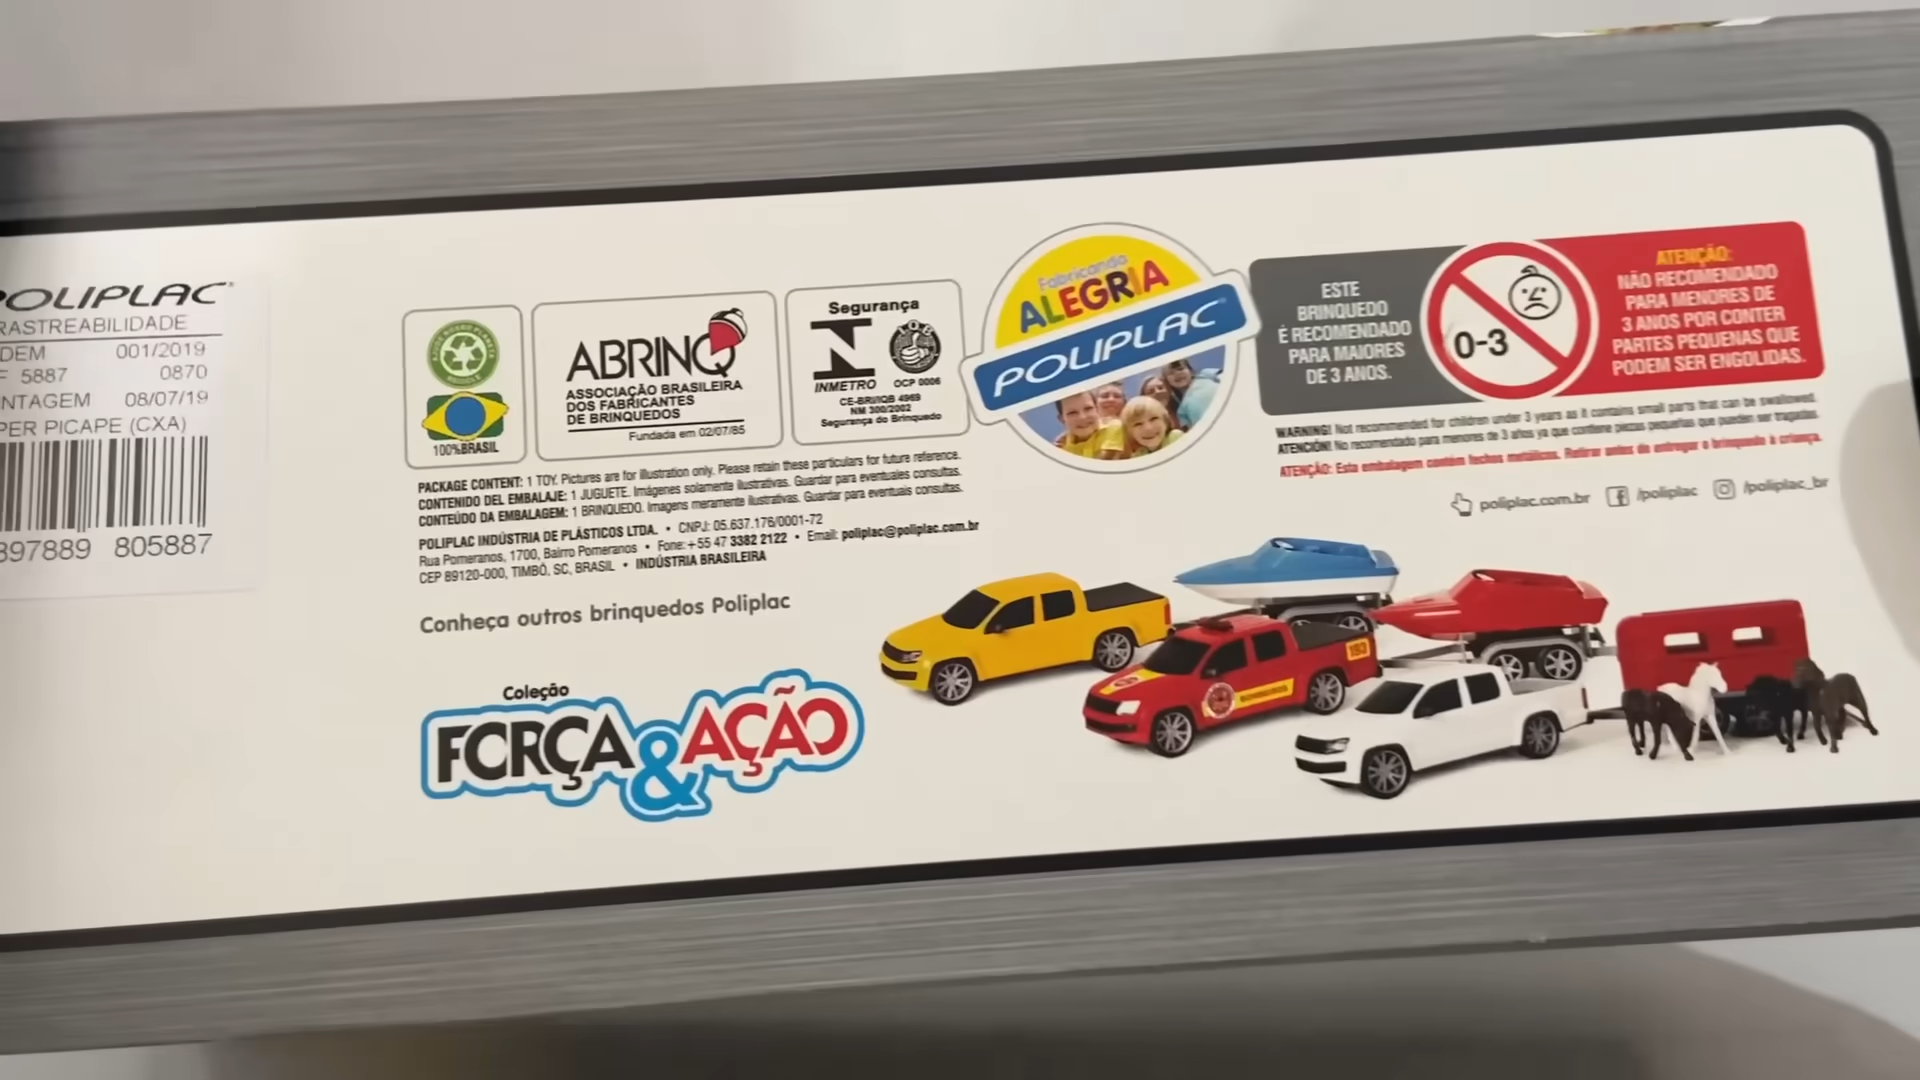 POLIPLAC
RASTREABILIDADE
DEM 001/2019
F 5887 0870
NTAGEM 08/07/19
PER PICAPE (CXA)
897889 805887
AJUDE NOSSO PLANETA
RECICLE
100%BRASIL
ABRINQ
ASSOCIAÇÃO BRASILEIRA
DOS FABRICANTES
DE BRINQUEDOS
Fundada em 02/07/85
Segurança
INMETRO
OCP 0006
CE-BRI/IQB 4969
NM 300/2002
Segurança do Brinquedo
Fabricando
ALEGRIA
POLIPLAC
ESTE
BRINQUEDO
É RECOMENDADO
PARA MAIORES
DE 3 ANOS.
0-3
ATENÇÃO:
NÃO RECOMENDADO
PARA MENORES DE
3 ANOS POR CONTER
PARTES PEQUENAS QUE
PODEM SER ENGOLIDAS.
WARNING! Not recommended for children under 3 years as it contains small parts that can be swallowed.
ATENCIÓN! No recomendado para menores de 3 años ya que contiene piezas pequeñas que pueden ser tragadas.
ATENÇÃO: Esta embalagem contém fechos metálicos. Retirar antes de entregar o brinquedo à criança.
poliplac.com.br /poliplac /poliplac_br
PACKAGE CONTENT: 1 TOY. Pictures are for illustration only. Please retain these particulars for future reference.
CONTENIDO DEL EMBALAJE: 1 JUGUETE. Imágenes solamente ilustrativas. Guardar para eventuales consultas.
CONTEÚDO DA EMBALAGEM: 1 BRINQUEDO. Imagens meramente ilustrativas. Guardar para eventuais consultas.
POLIPLAC INDÚSTRIA DE PLÁSTICOS LTDA. • CNPJ: 05.637.176/0001-72
Rua Pomeranos, 1700, Bairro Pomeranos • Fone: +55 47 3382 2122 • Email: poliplac@poliplac.com.br
CEP 89120-000, TIMBÓ, SC, BRASIL • INDÚSTRIA BRASILEIRA
Conheça outros brinquedos Poliplac
Coleção
FORÇA & AÇÃO
193
BOMBEIROS